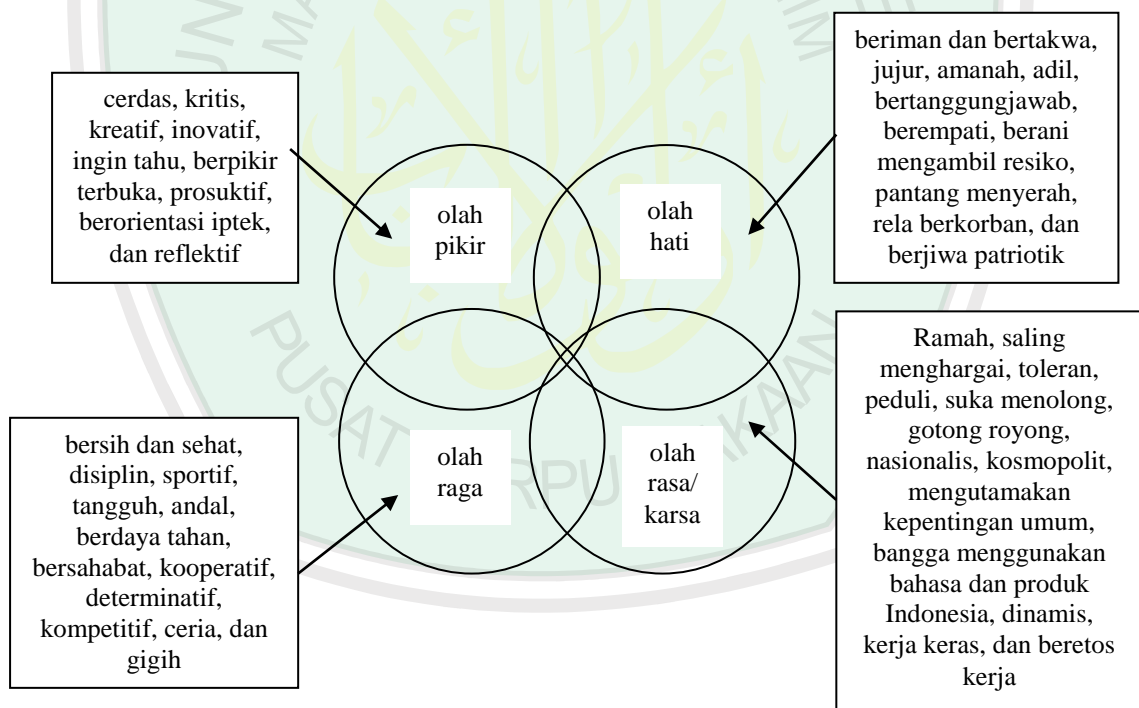 cerdas, kritis,
kreatif, inovatif,
ingin tahu, berpikir
terbuka, prosuktif,
berorientasi iptek,
dan reflektif
beriman dan bertakwa,
jujur, amanah, adil,
bertanggungjawab,
berempati, berani
mengambil resiko,
pantang menyerah,
rela berkorban, dan
berjiwa patriotik
olah
pikir
olah
hati
bersih dan sehat,
disiplin, sportif,
tangguh, andal,
berdaya tahan,
bersahabat, kooperatif,
determinatif,
kompetitif, ceria, dan
gigih
olah
raga
olah
rasa/
karsa
Ramah, saling
menghargai, toleran,
peduli, suka menolong,
gotong royong,
nasionalis, kosmopolit,
mengutamakan
kepentingan umum,
bangga menggunakan
bahasa dan produk
Indonesia, dinamis,
kerja keras, dan beretos
kerja
PUSAT